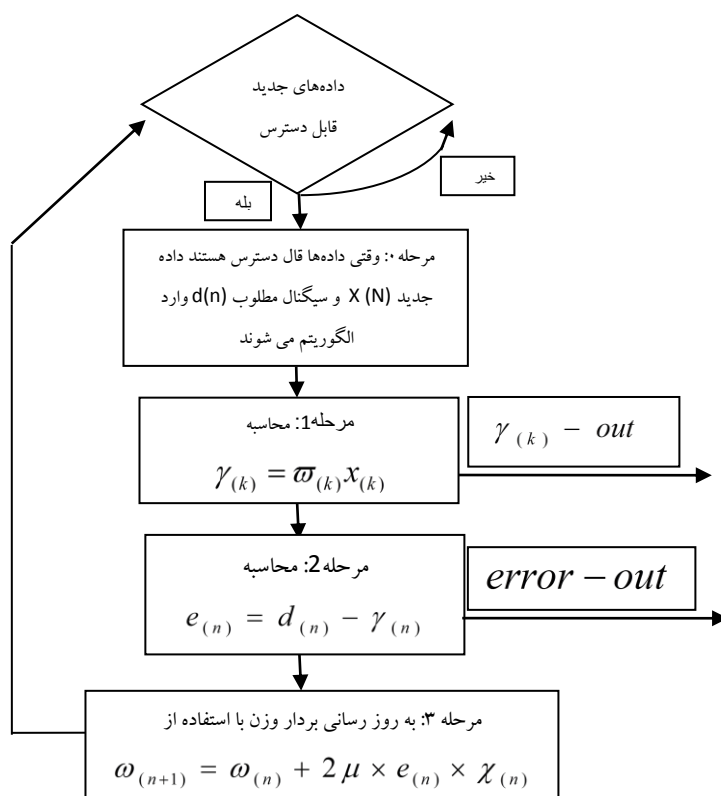 داده‌های جدید
قابل دسترس
خیر
بله
مرحله ۰: وقتی داده‌ها قال دسترس هستند داده
جدید X (N) و سیگنال مطلوب d(n) وارد
الگوریتم می شوند
مرحله1: محاسبه
γ(k) = ϖ(k)x(k)
γ(k) − out
مرحله2: محاسبه
e(n) = d(n) − γ(n)
error − out
مرحله ۳: به روز رسانی بردار وزن با استفاده از
ω(n+1) = ω(n) + 2 μ × e(n) × χ(n)